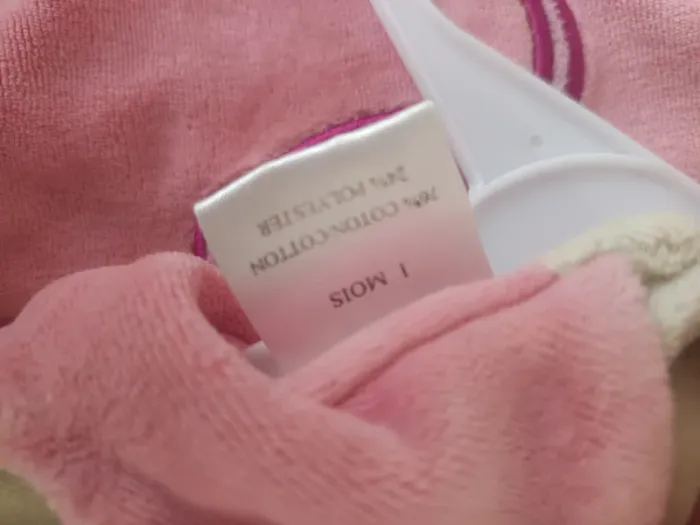 1 MOIS
76% COTON-COTTON
24% POLYESTER